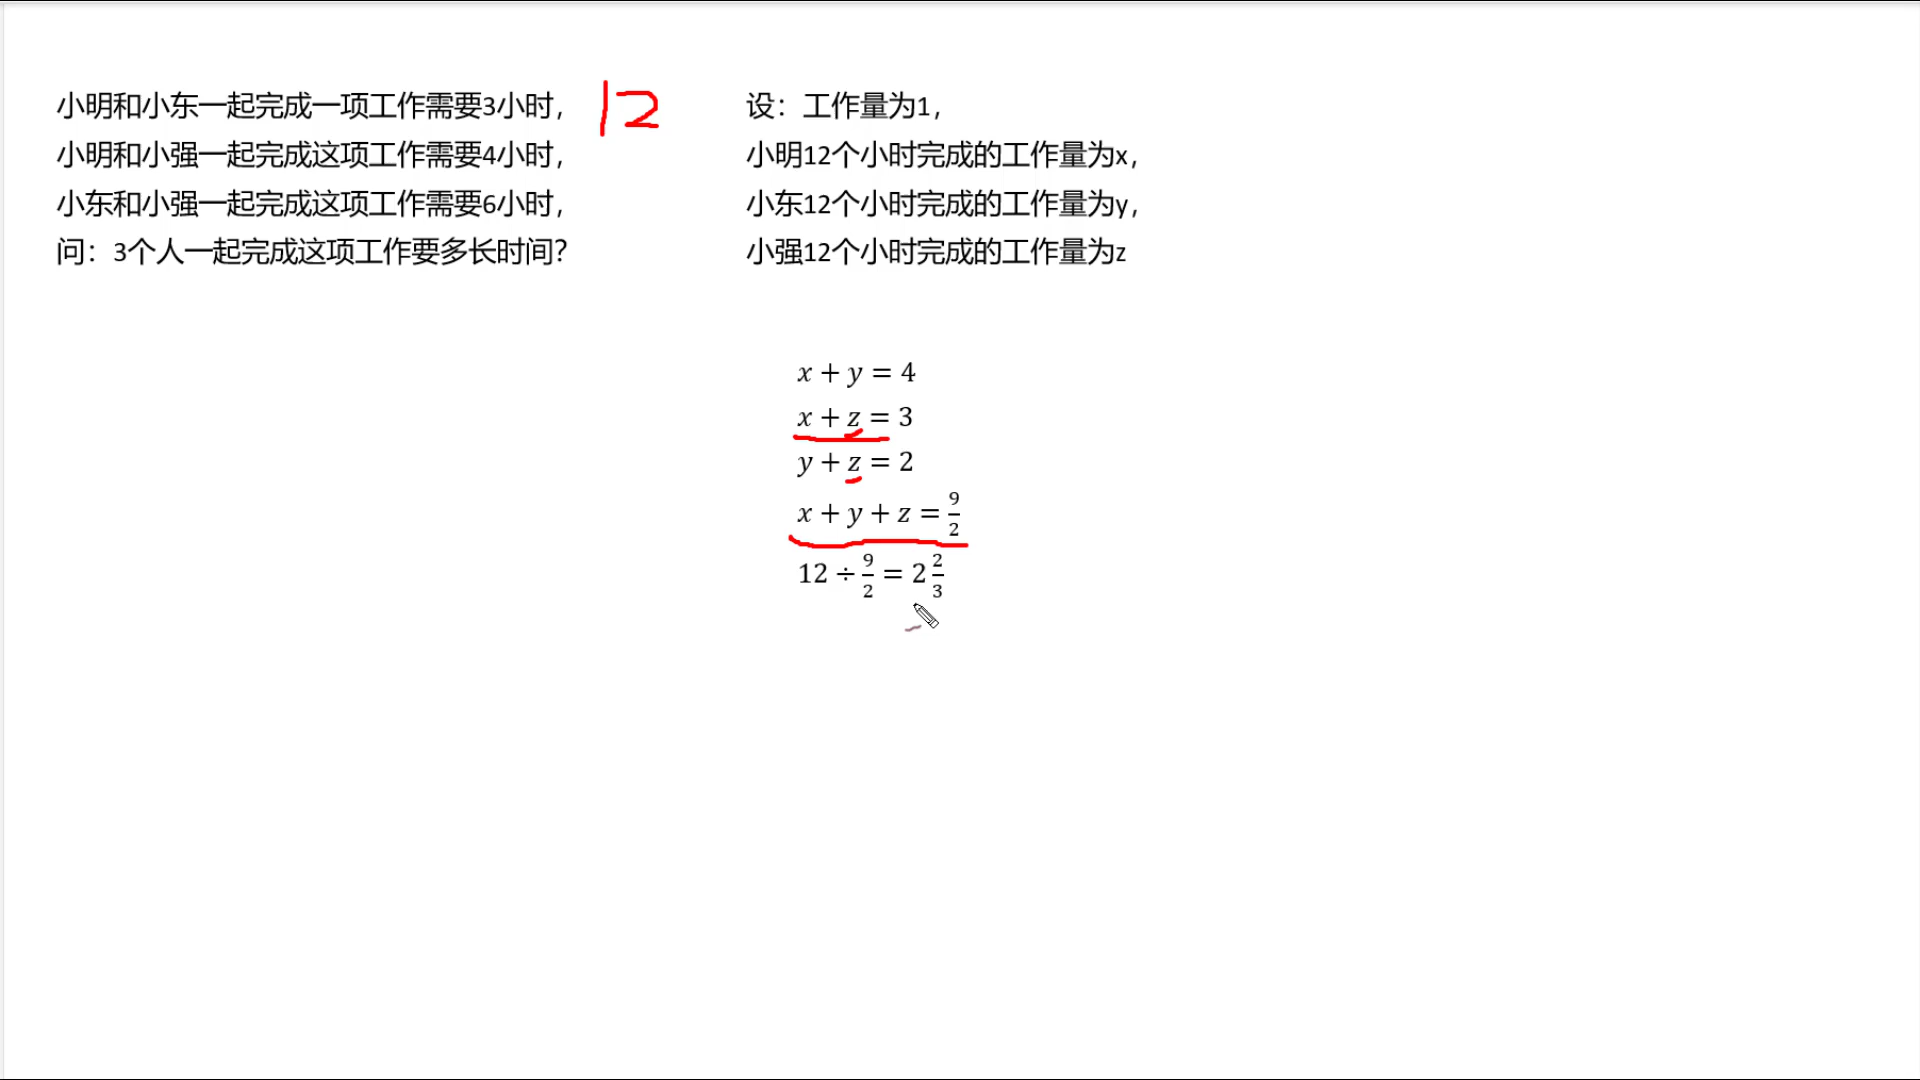 小明和小东一起完成一项工作需要3小时，
小明和小强一起完成这项工作需要4小时，
小东和小强一起完成这项工作需要6小时，
问：3个人一起完成这项工作要多长时间？
12
设：工作量为1，
小明12个小时完成的工作量为x，
小东12个小时完成的工作量为y，
小强12个小时完成的工作量为z
x + y = 4
x + z = 3
y + z = 2
x + y + z = 9/2
12 ÷ 9/2 = 2 2/3